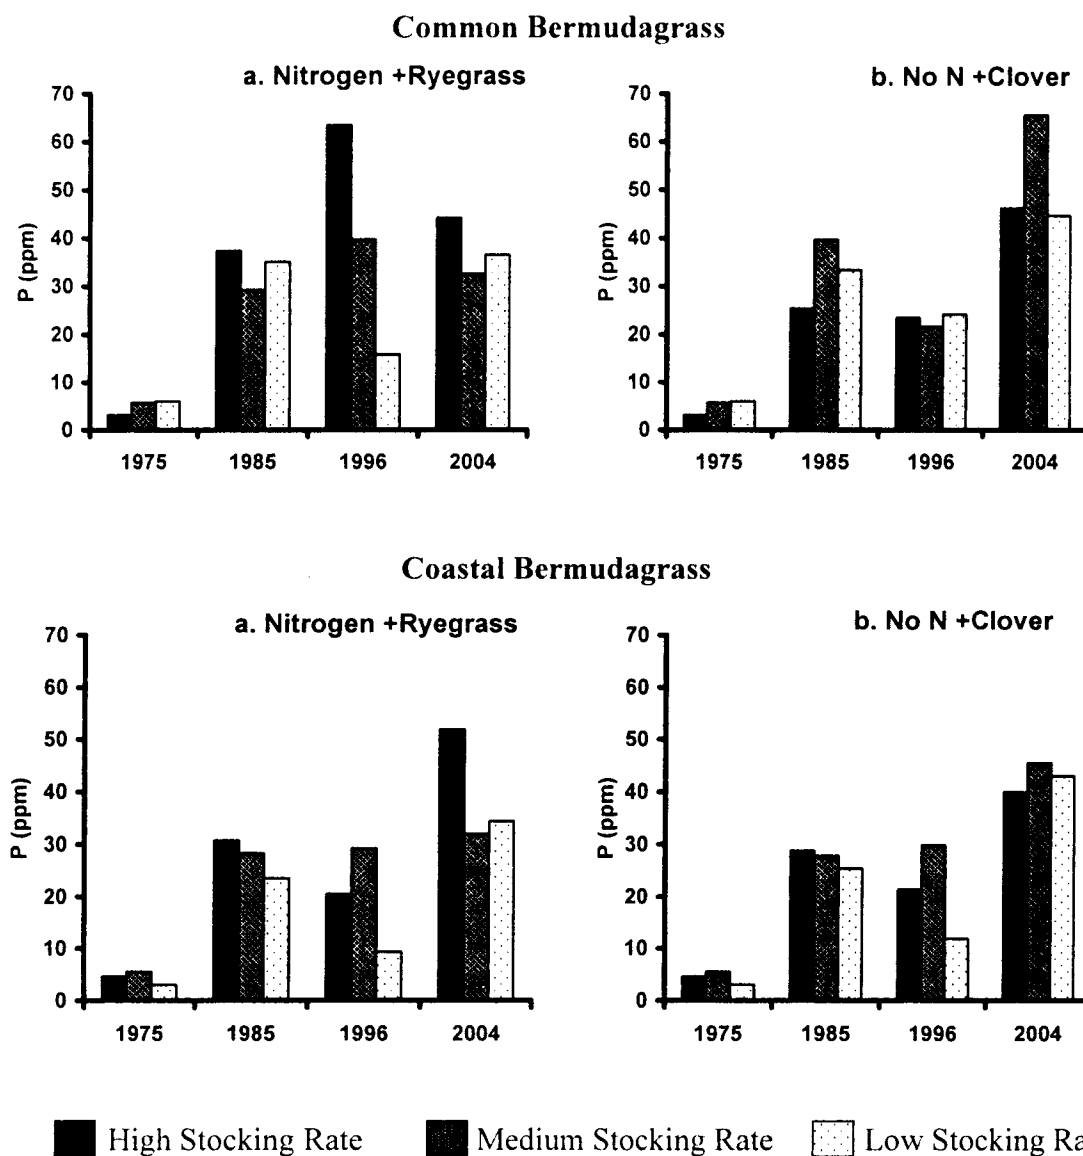 Common Bermudagrass
a. Nitrogen +Ryegrass
b. No N +Clover
P (ppm)
70
60
50
40
30
20
10
0
1975 1985 1996 2004
P (ppm)
70
60
50
40
30
20
10
0
1975 1985 1996 2004
Coastal Bermudagrass
a. Nitrogen +Ryegrass
b. No N +Clover
P (ppm)
70
60
50
40
30
20
10
0
1975 1985 1996 2004
P (ppm)
70
60
50
40
30
20
10
0
1975 1985 1996 2004
High Stocking Rate Medium Stocking Rate Low Stocking Ra